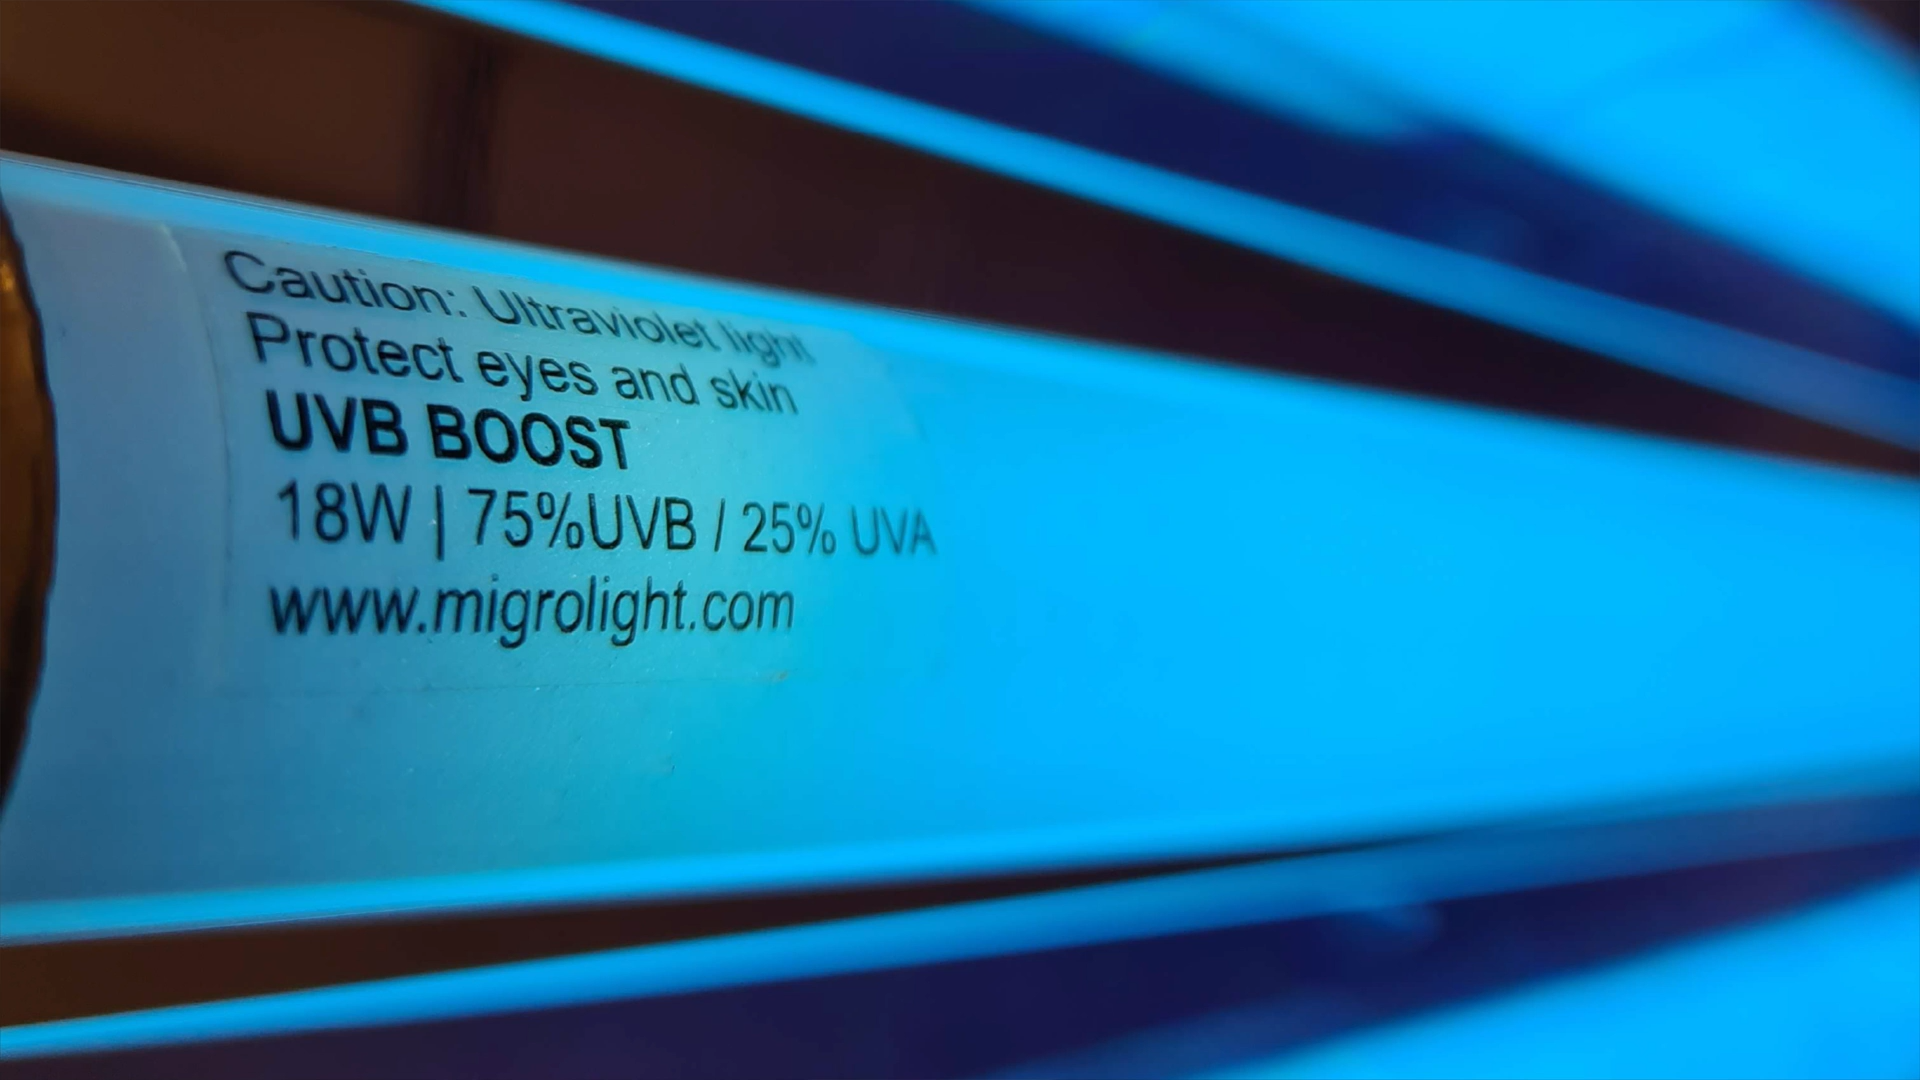 Caution: Ultraviolet light
Protect eyes and skin
UVB BOOST
18W | 75%UVB / 25% UVA
www.migrolight.com